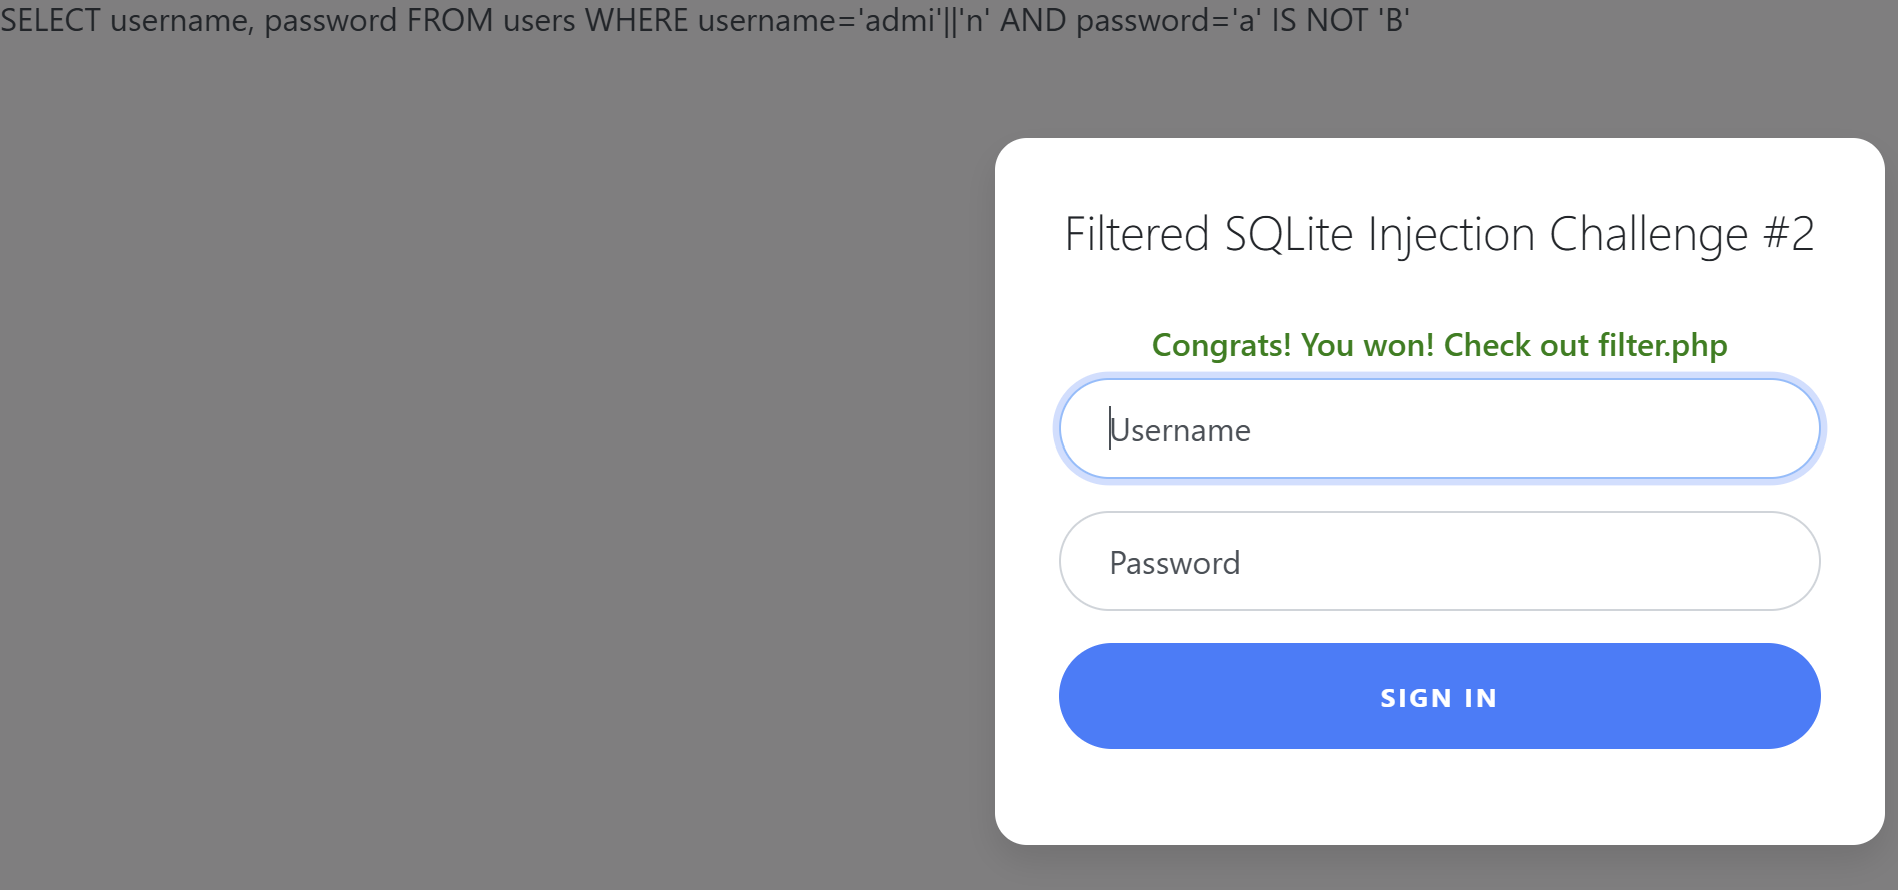 SELECT username, password FROM users WHERE username='admi'||'n' AND password='a' IS NOT 'B'
Filtered SQLite Injection Challenge #2
Congrats! You won! Check out filter.php
Username
Password
SIGN IN